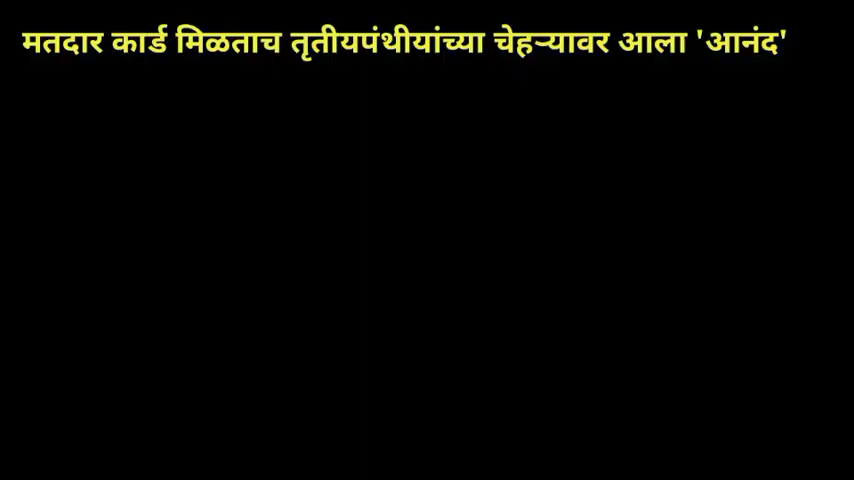 मतदार कार्ड मिळताच तृतीयपंथीयांच्या चेहऱ्यावर आला 'आनंद'